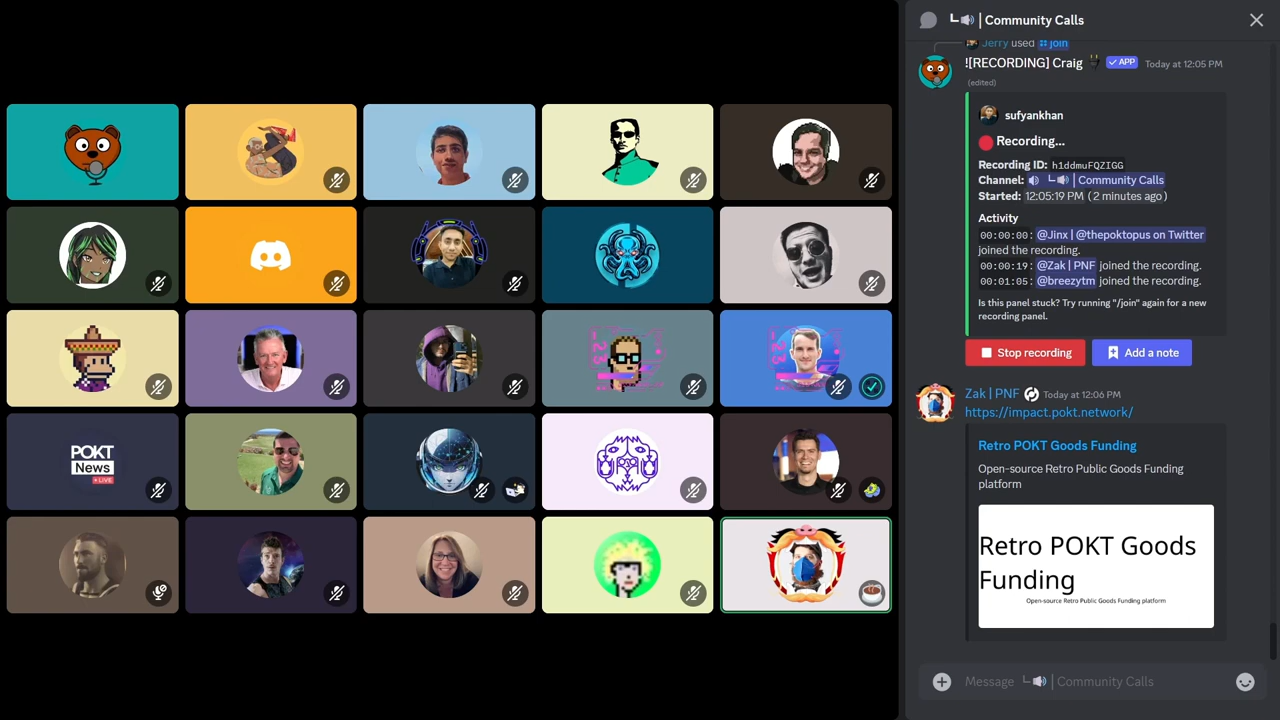 POKT
News
LIVE
Community Calls
Jerry used join
![RECORDING] Craig APP Today at 12:05 PM
(edited)
sufyankhan
Recording...
Recording ID: h1ddmuFQZIGG
Channel: Community Calls
Started: 12:05:19 PM (2 minutes ago)
Activity
00:00:00: @Jinx | @thepoktopus on Twitter
joined the recording.
00:00:19: @Zak | PNF joined the recording.
00:01:05: @breezytm joined the recording.
Is this panel stuck? Try running "/join" again for a new
recording panel.
Stop recording
Add a note
Zak | PNF Today at 12:06 PM
https://impact.pokt.network/
Retro POKT Goods Funding
Open-source Retro Public Goods Funding
platform
Retro POKT Goods
Funding
Open-source Retro Public Goods Funding platform
Message Community Calls